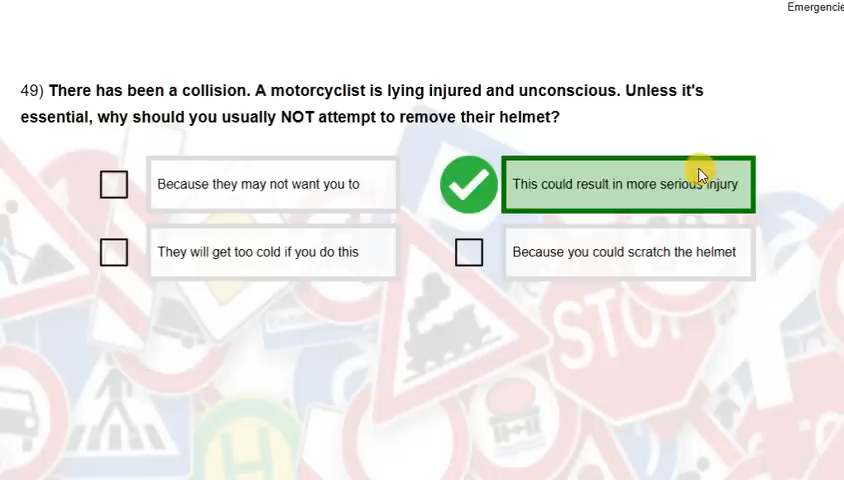 Emergencie
49) There has been a collision. A motorcyclist is lying injured and unconscious. Unless it's
essential, why should you usually NOT attempt to remove their helmet?
Because they may not want you to
This could result in more serious injury
They will get too cold if you do this
Because you could scratch the helmet
STOP
H